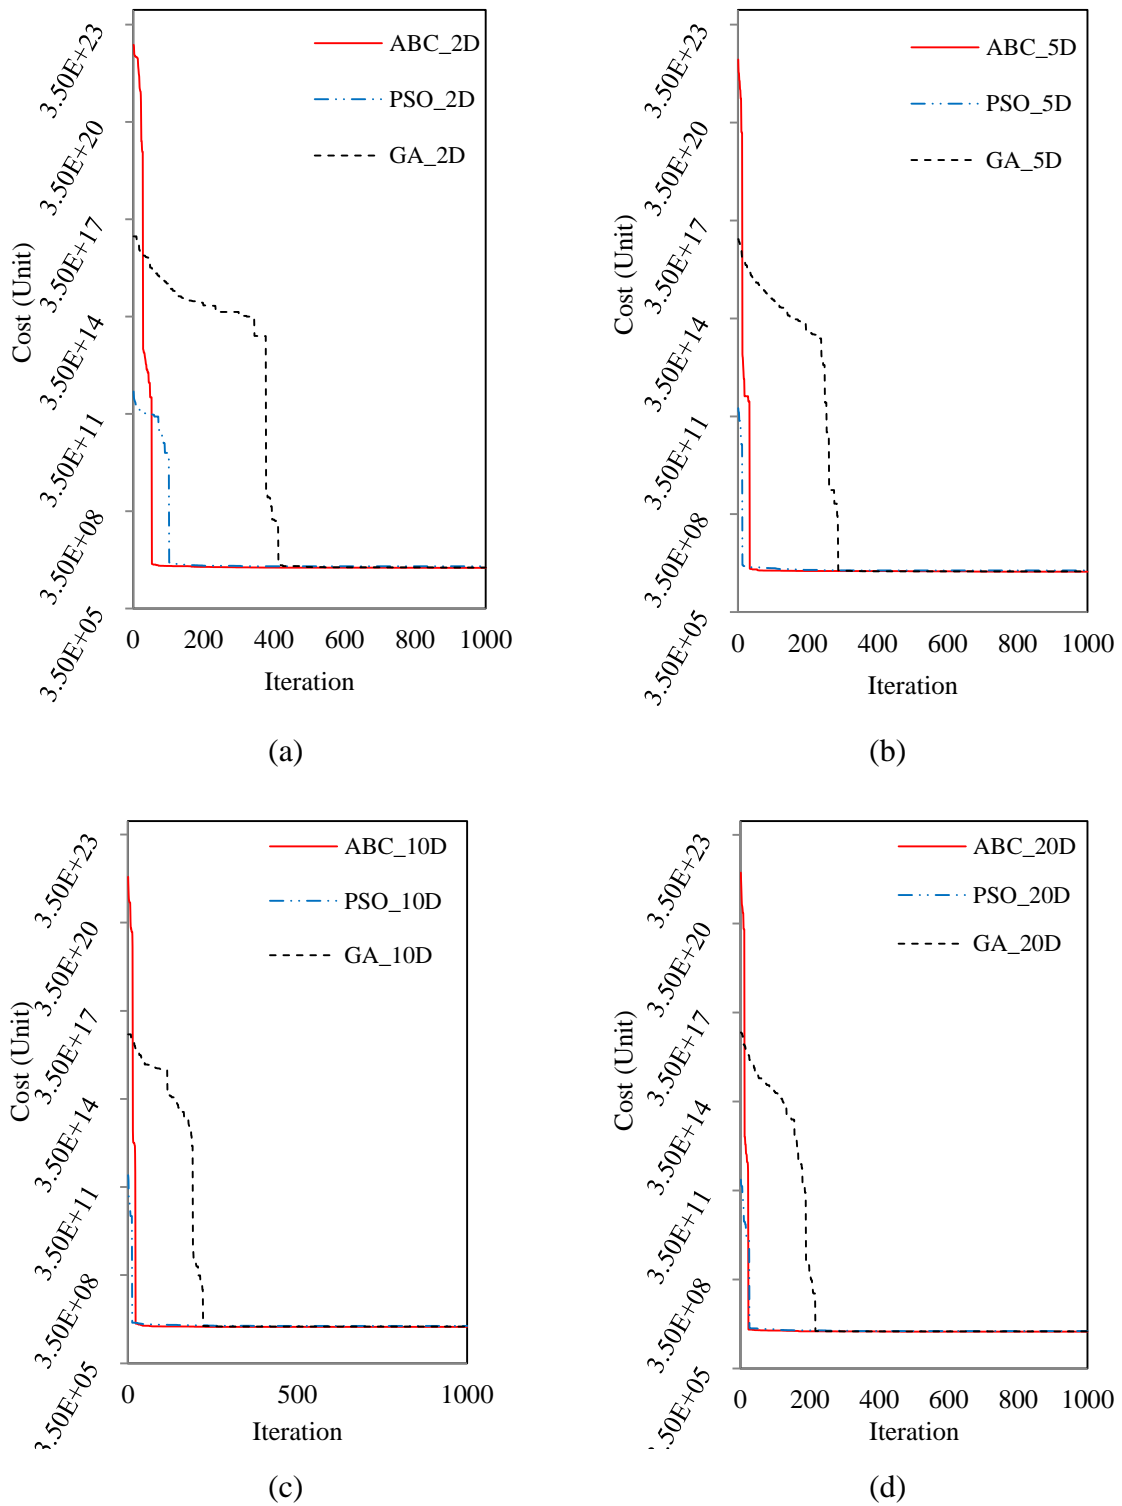 3.50E+23
3.50E+20
3.50E+17
3.50E+14
3.50E+11
3.50E+08
3.50E+05
Cost (Unit)
ABC_2D
PSO_2D
GA_2D
0 200 400 600 800 1000
Iteration
(a)
3.50E+23
3.50E+20
3.50E+17
3.50E+14
3.50E+11
3.50E+08
3.50E+05
Cost (Unit)
ABC_5D
PSO_5D
GA_5D
0 200 400 600 800 1000
Iteration
(b)
3.50E+23
3.50E+20
3.50E+17
3.50E+14
3.50E+11
3.50E+08
3.50E+05
Cost (Unit)
ABC_10D
PSO_10D
GA_10D
0 500 1000
Iteration
(c)
3.50E+23
3.50E+20
3.50E+17
3.50E+14
3.50E+11
3.50E+08
3.50E+05
Cost (Unit)
ABC_20D
PSO_20D
GA_20D
0 200 400 600 800 1000
Iteration
(d)